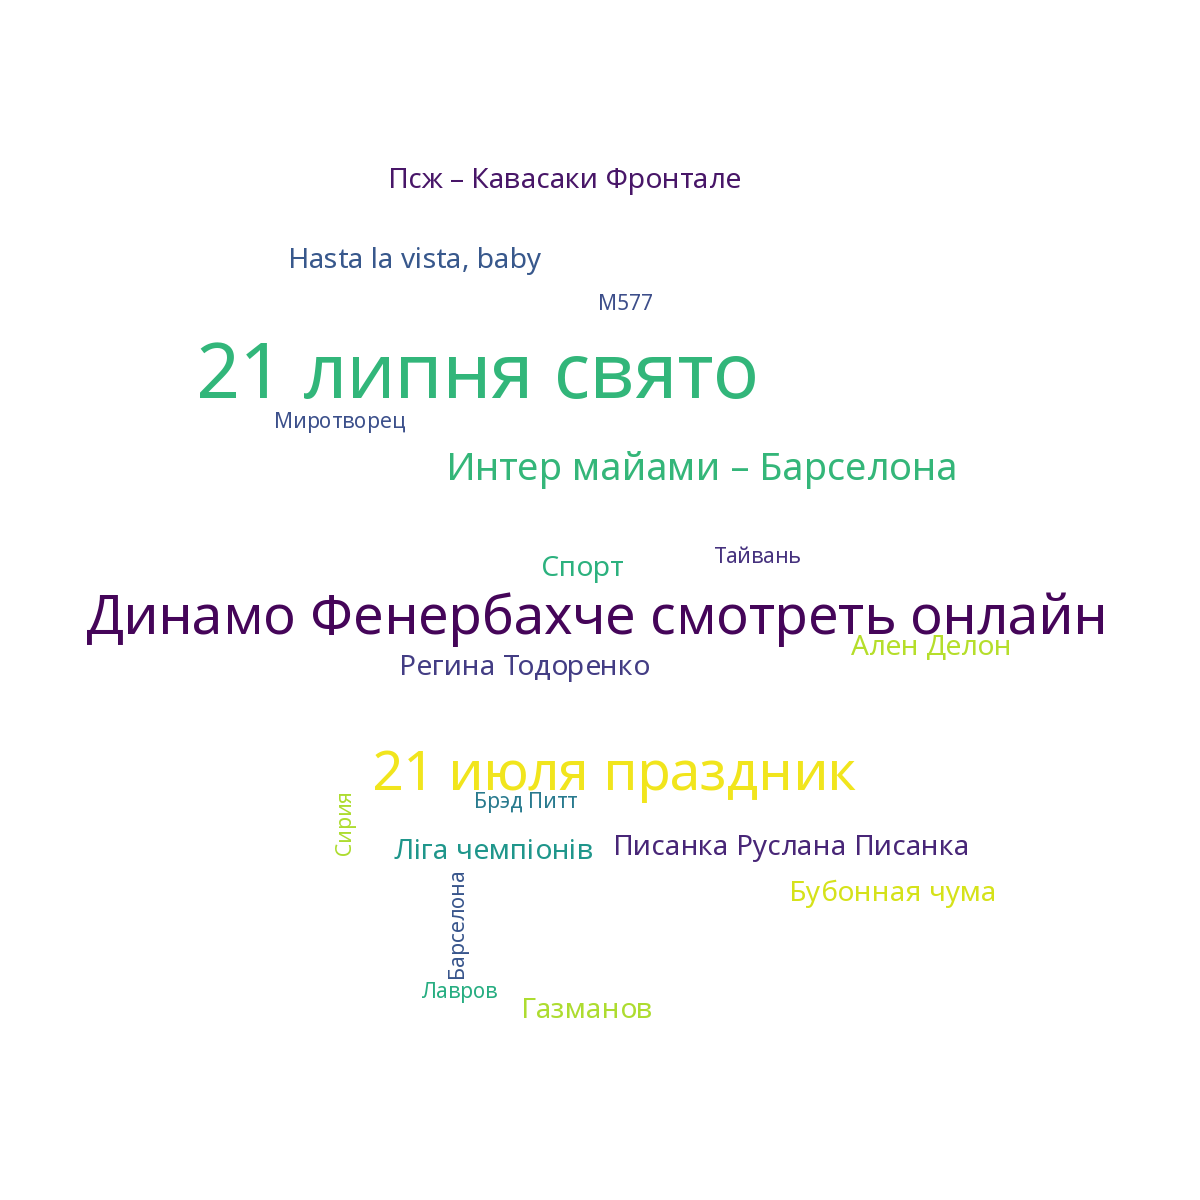 Псж – Кавасаки Фронтале
Hasta la vista, baby
М577
21 липня свято
Миротворец
Интер майами – Барселона
Тайвань
Спорт
Динамо Фенербахче смотреть онлайн
Ален Делон
Регина Тодоренко
21 июля праздник
Брэд Питт
Сирия
Ліга чемпіонів
Писанка Руслана Писанка
Бубонная чума
Барселона
Лавров
Газманов